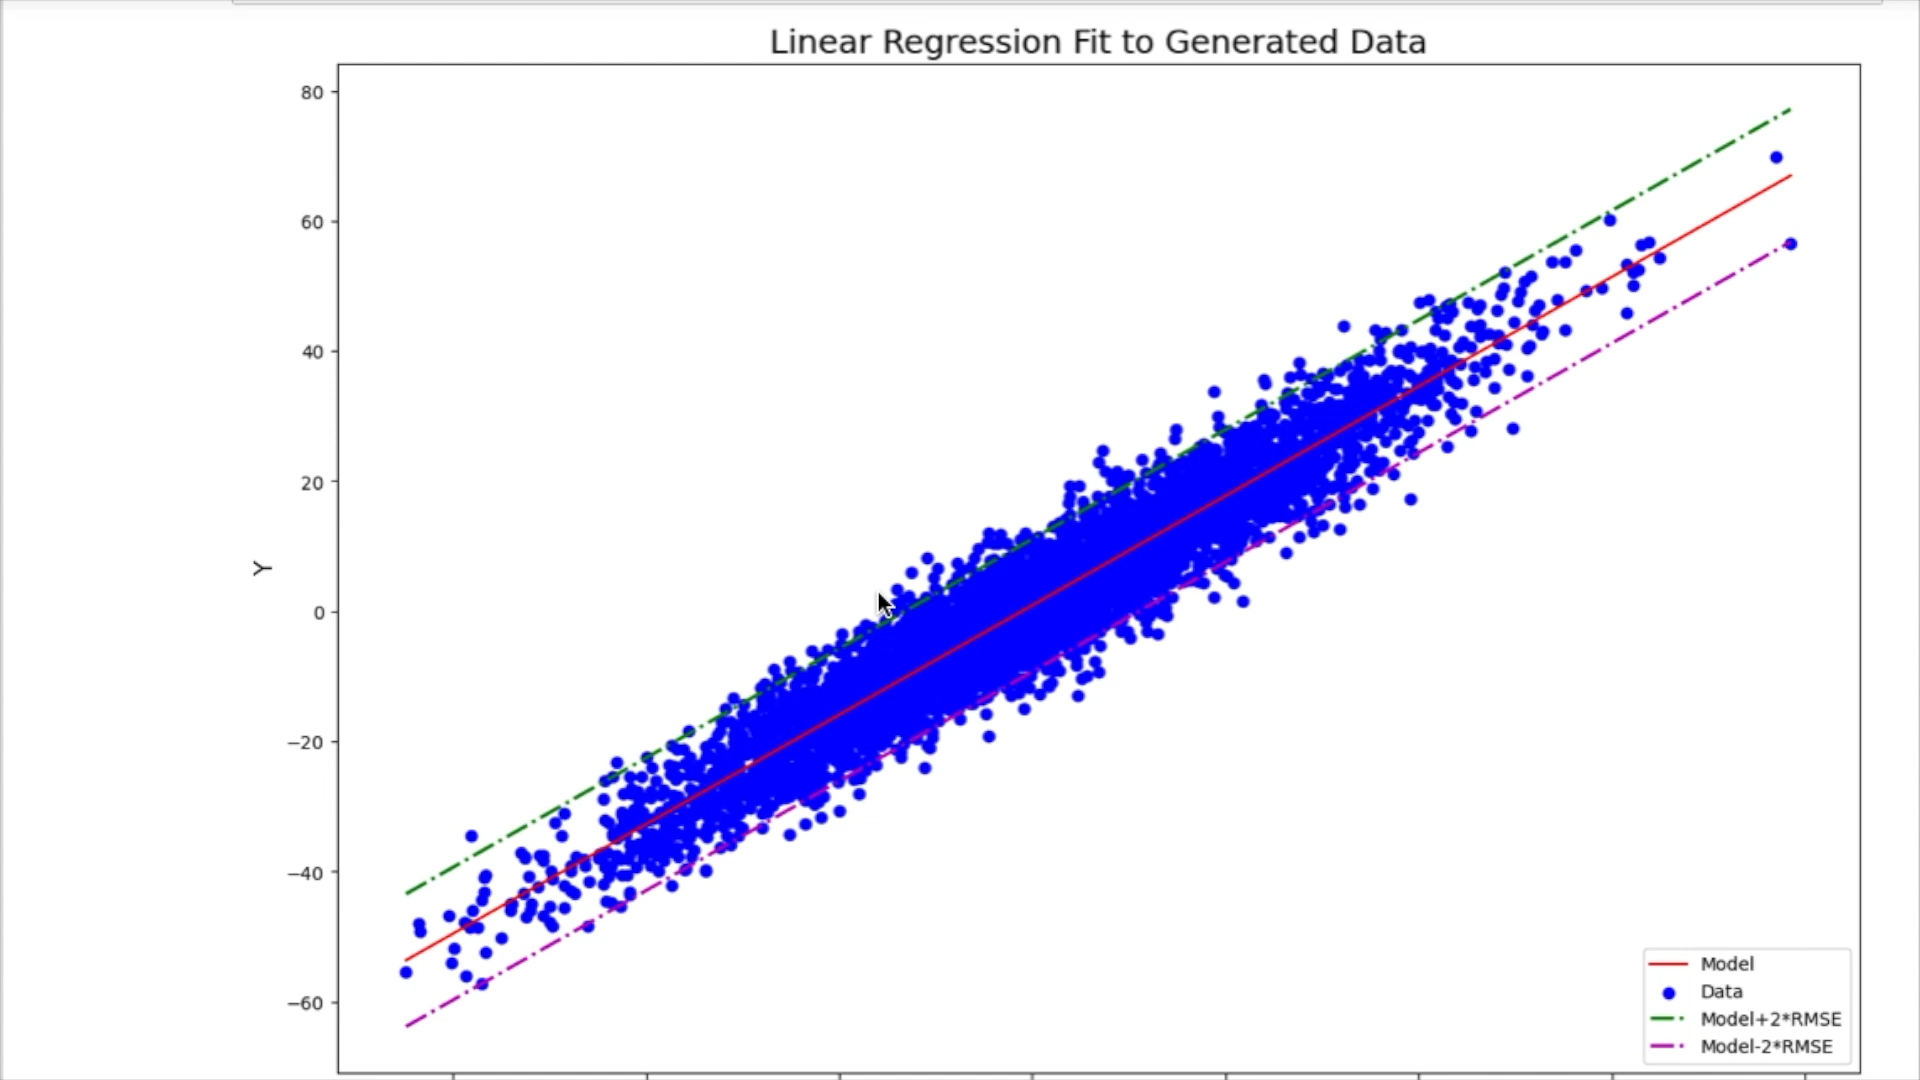 Linear Regression Fit to Generated Data
80
60
40
20
0
−20
−40
−60
Y
Model
Data
Model+2*RMSE
Model-2*RMSE